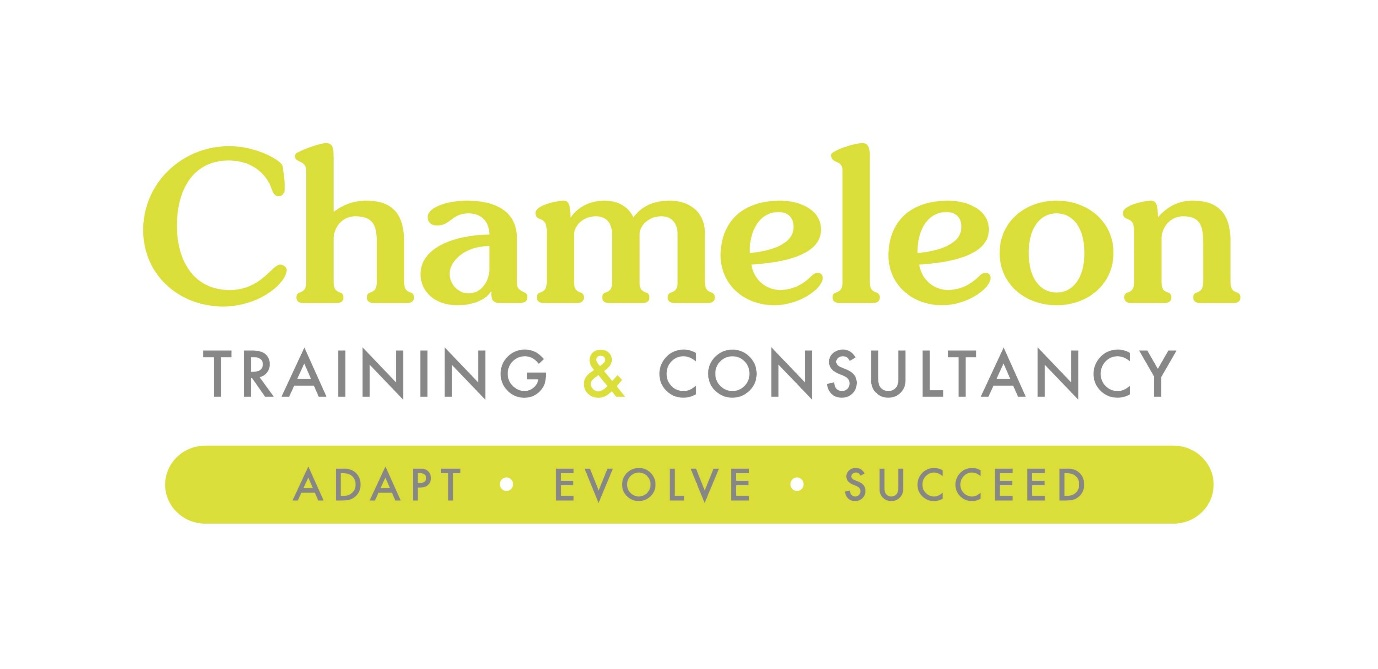 Chameleon
TRAINING & CONSULTANCY
ADAPT • EVOLVE • SUCCEED